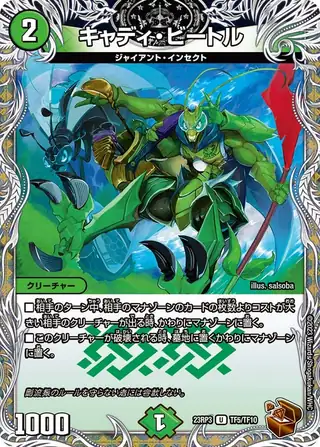 2
キャディ・ビートル
ジャイアント・インセクト
クリーチャー
illus. salsoba
■相手のターン中、相手のマナゾーンのカードの枚数よりコストが大
きい相手のクリーチャーが出る時、かわりにマナゾーンに置く。
■このクリーチャーが破壊される時、墓地に置くかわりにマナゾーンに置く。
1000
1
23RP3 U TF5/TF10